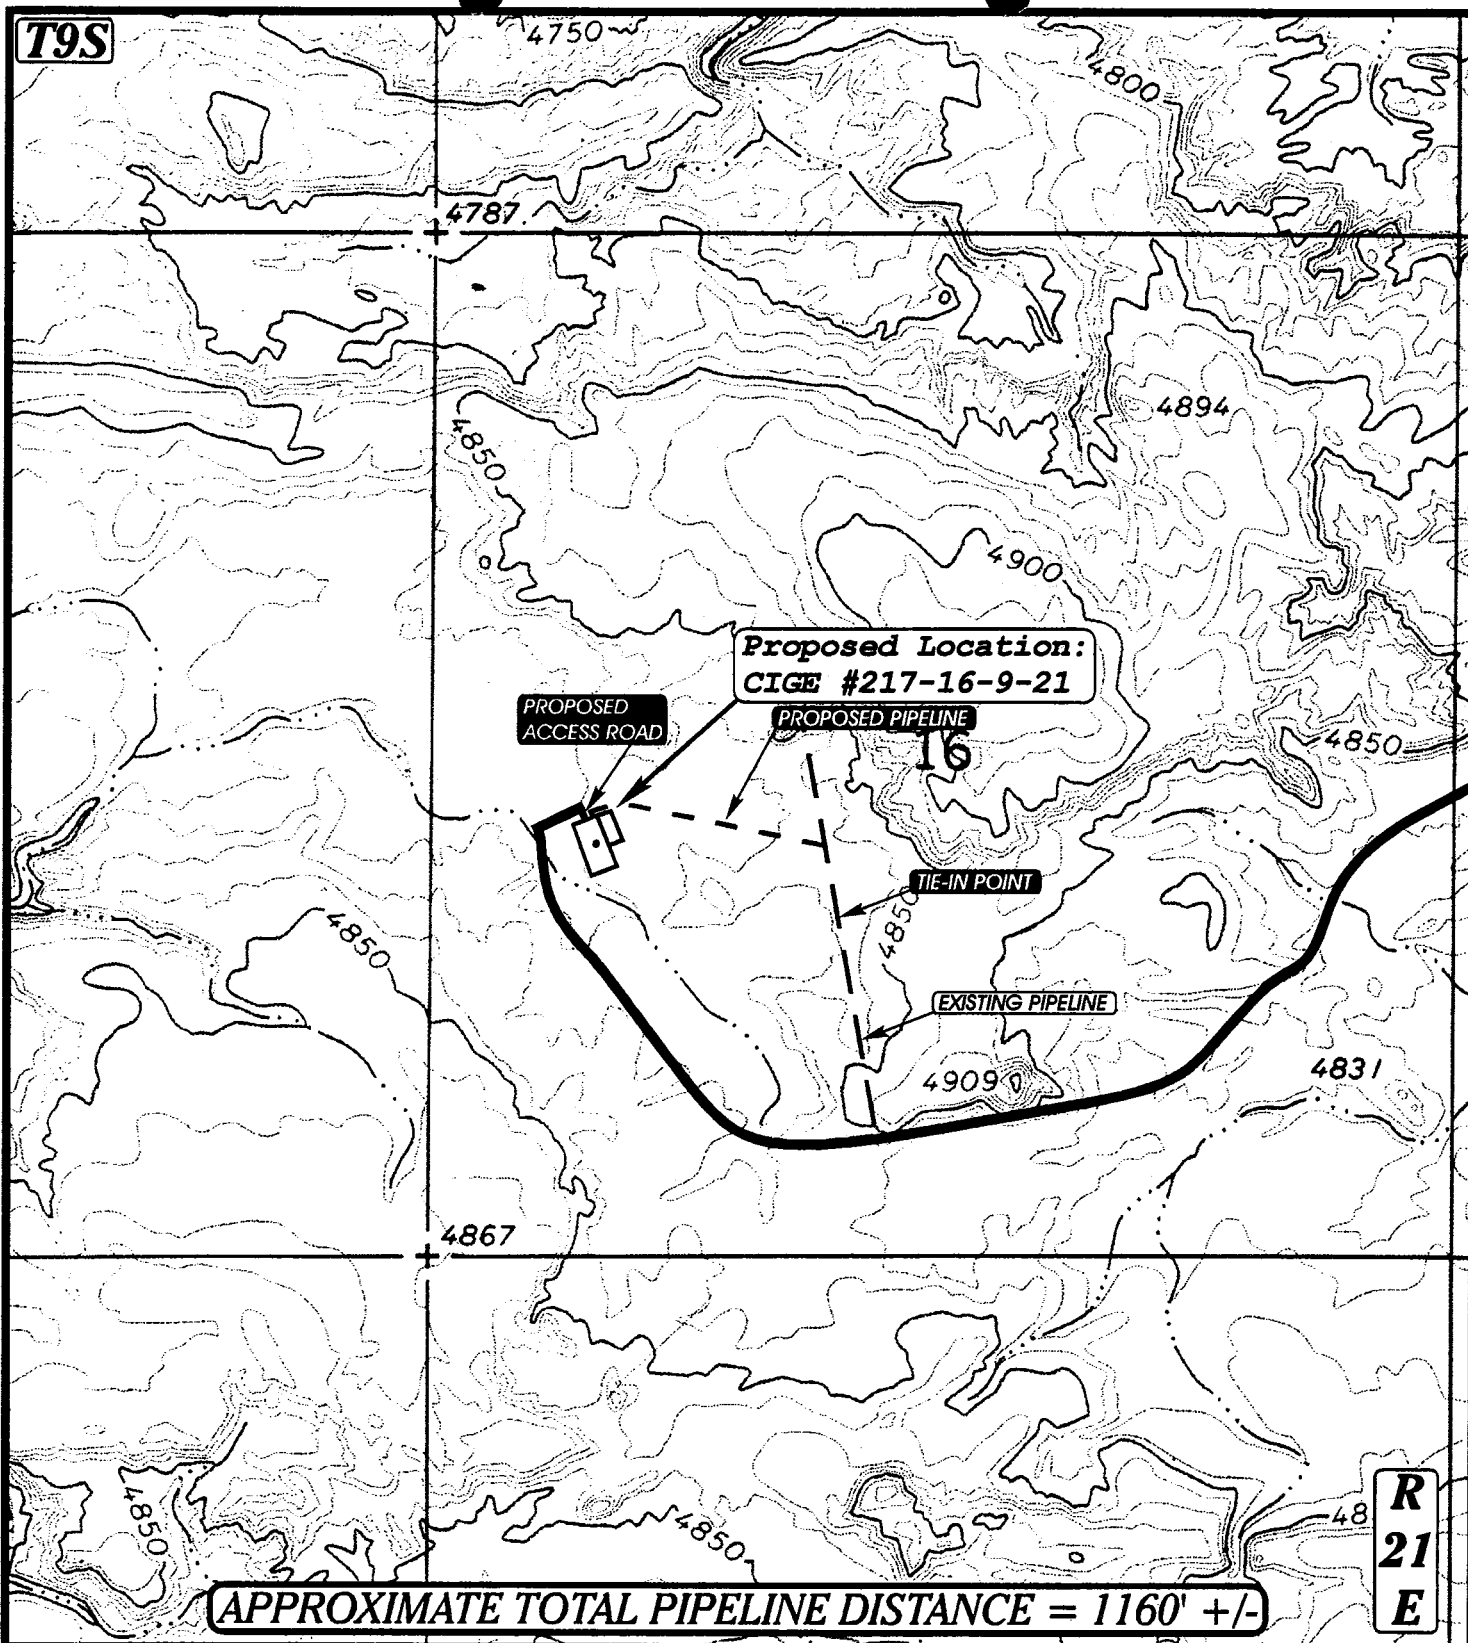 T9S
4750
4800
4787
4894
4850
4900
Proposed Location:
CIGE #217-16-9-21
PROPOSED
ACCESS ROAD
PROPOSED PIPELINE
16
4850
TIE-IN POINT
4850
4850
EXISTING PIPELINE
4909
4831
4867
4850
4850
48
R
21
E
APPROXIMATE TOTAL PIPELINE DISTANCE = 1160' +/-